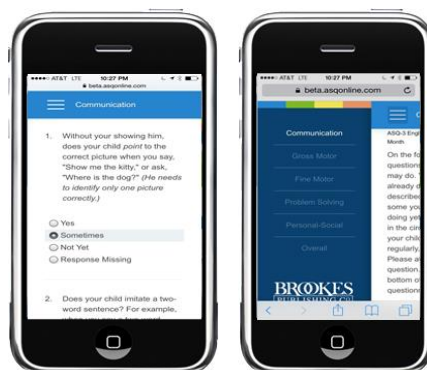 AT&T LTE 10:27 PM
beta.asqonline.com
Communication
1. Without your showing him,
does your child point to the
correct picture when you say,
"Show me the kitty," or ask,
"Where is the dog?" (He needs
to identify only one picture
correctly.)
Yes
Sometimes
Not Yet
Response Missing
2. Does your child imitate a two-
word sentence? For example,
AT&T LTE 10:27 PM
beta.asqonline.com
Communication
Gross Motor
Fine Motor
Problem Solving
Personal-Social
Overall
BROOKES
PUBLISHING CO
ASQ-3 Engl
Month
On the fo
questions
may do. Y
already d
described
some you
doing yet
in the circ
your child
regularly.
Please a
question.
bottom of
question